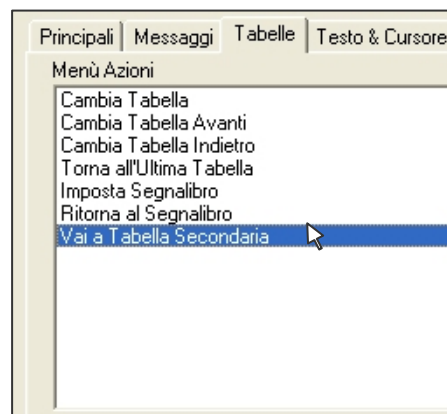 Principali Messaggi Tabelle Testo & Cursore
Menù Azioni
Cambia Tabella
Cambia Tabella Avanti
Cambia Tabella Indietro
Torna all'Ultima Tabella
Imposta Segnalibro
Ritorna al Segnalibro
Vai a Tabella Secondaria